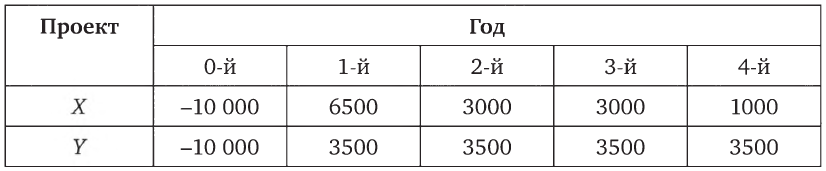 Проект Год
0-й 1-й 2-й 3-й 4-й
X –10 000 6500 3000 3000 1000
Y –10 000 3500 3500 3500 3500